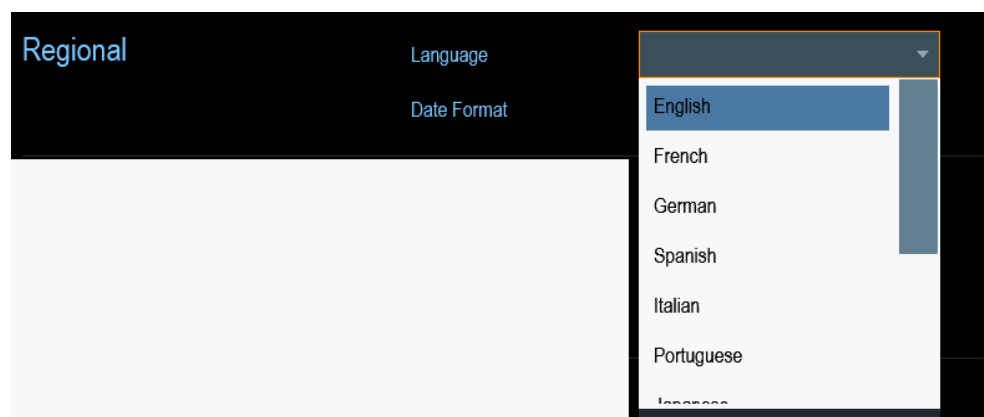 Regional
Language
Date Format
English
French
German
Spanish
Italian
Portuguese